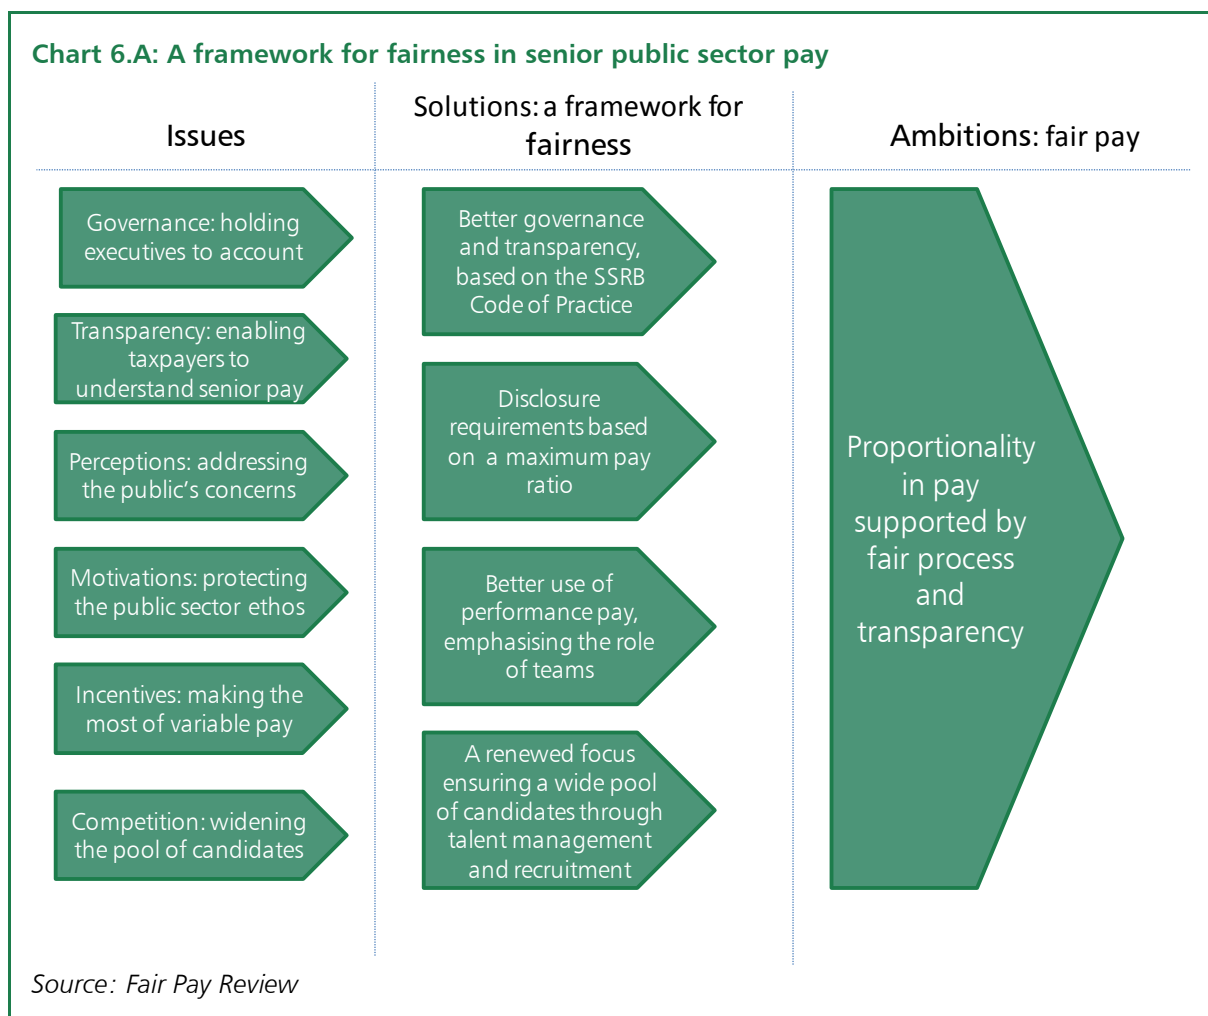 Chart 6.A: A framework for fairness in senior public sector pay
Issues
Governance: holding
executives to account
Transparency: enabling
taxpayers to
understand senior pay
Perceptions: addressing
the public's concerns
Motivations: protecting
the public sector ethos
Incentives: making the
most of variable pay
Competition: widening
the pool of candidates
Solutions: a framework for
fairness
Better governance
and transparency,
based on the SSRB
Code of Practice
Disclosure
requirements based
on a maximum pay
ratio
Better use of
performance pay,
emphasising the role
of teams
A renewed focus
ensuring a wide pool
of candidates through
talent management
and recruitment
Ambitions: fair pay
Proportionality
in pay
supported by
fair process
and
transparency
Source: Fair Pay Review